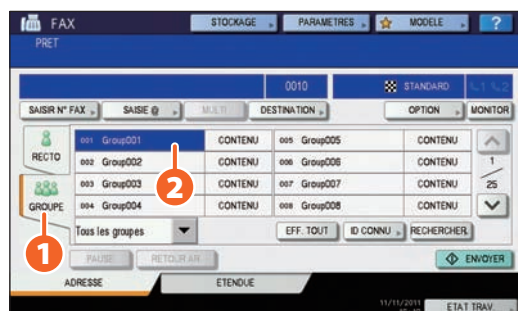 FAX STOCKAGE PARAMETRES MODELE ?
PRET
0010 STANDARD
SAISIR N° FAX SAISIE @ MULTI DESTINATION OPTION MONITOR
RECTO
001 Group001 CONTENU 005 Group005 CONTENU
002 Group002 CONTENU 006 Group006 CONTENU
003 Group003 CONTENU 007 Group007 CONTENU
004 Group004 CONTENU 008 Group008 CONTENU
1
25
2
GROUPE
1
Tous les groupes EFF. TOUT ID CONNU RECHERCHER
PAUSE RETOUR AR ENVOYER
ADRESSE ETENDUE
11/11/2011 ETAT TRAV.